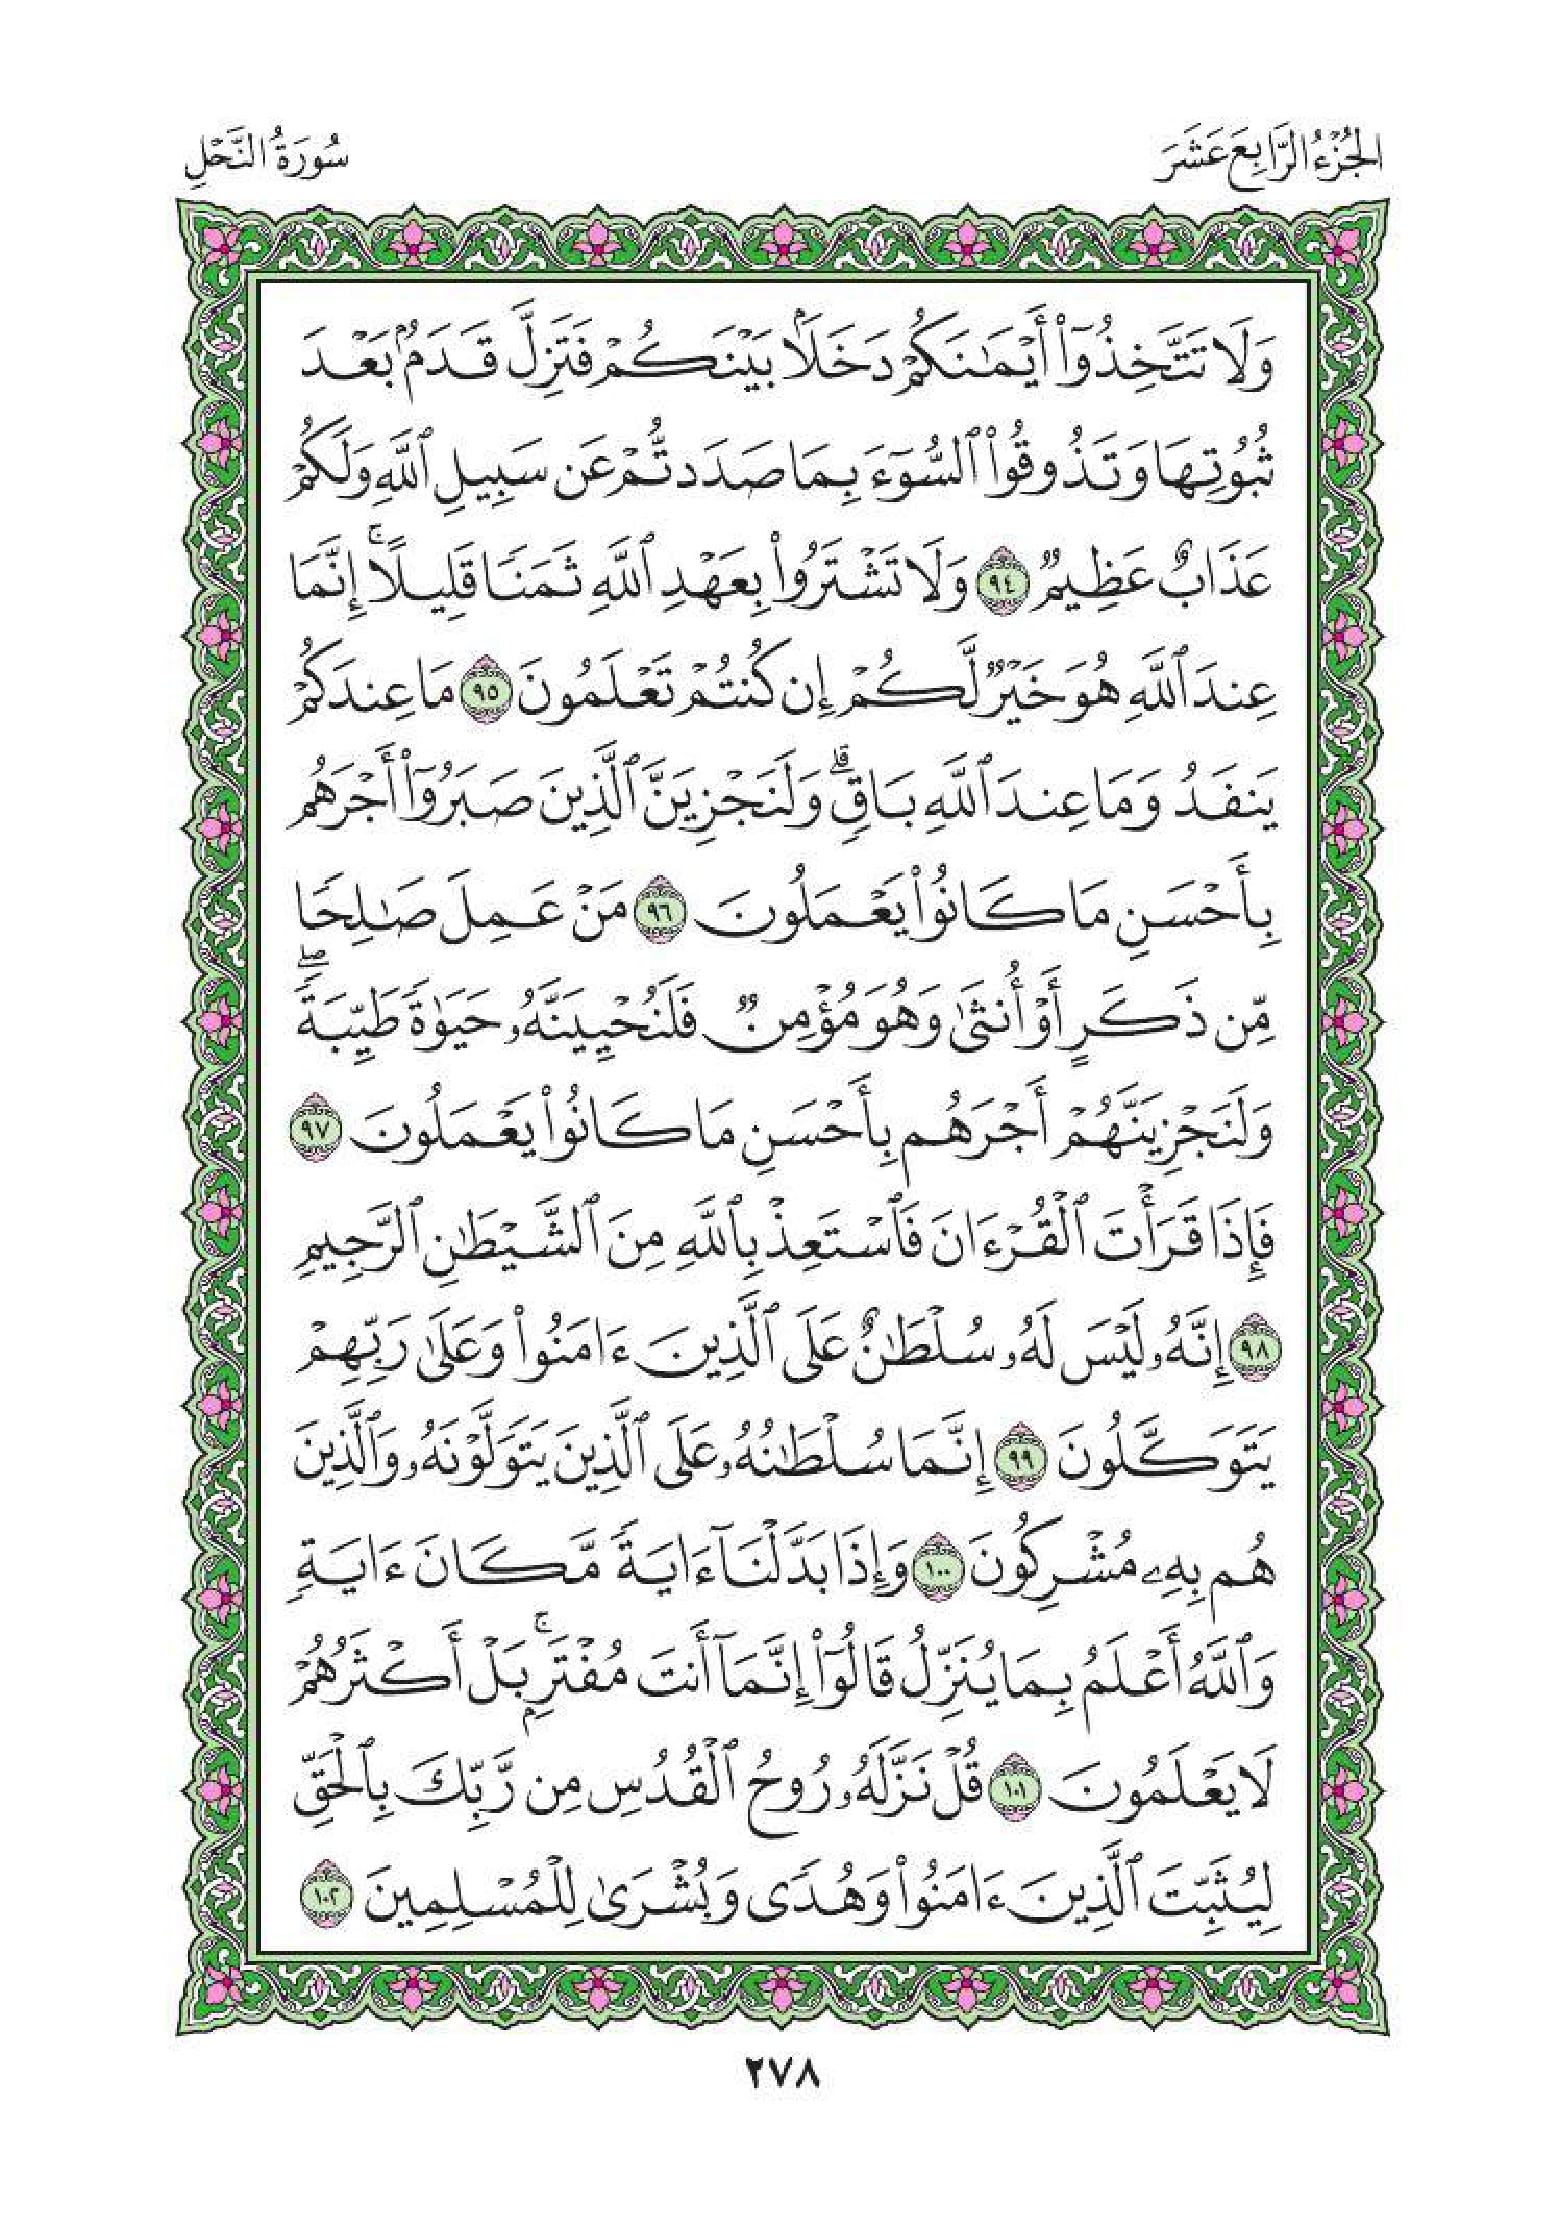 الجُزْءُ الرَّابِعَ عَشَرَ
سُورَةُ النَّحْلِ
وَلَا تَتَّخِذُوٓا۟ أَيْمَـٰنَكُمْ دَخَلًۢا بَيْنَكُمْ فَتَزِلَّ قَدَمٌۢ بَعْدَ
ثُبُوتِهَا وَتَذُوقُوا۟ ٱلسُّوٓءَ بِمَا صَدَدتُّمْ عَن سَبِيلِ ٱللَّهِ وَلَكُمْ
عَذَابٌ عَظِيمٌ ٩٤ وَلَا تَشْتَرُوا۟ بِعَهْدِ ٱللَّهِ ثَمَنًا قَلِيلًا ۚ إِنَّمَا
عِندَ ٱللَّهِ هُوَ خَيْرٌ لَّكُمْ إِن كُنتُمْ تَعْلَمُونَ ٩٥ مَا عِندَكُمْ
يَنفَدُ وَمَا عِندَ ٱللَّهِ بَاقٍ ۗ وَلَنَجْزِيَنَّ ٱلَّذِينَ صَبَرُوٓا۟ أَجْرَهُم
بِأَحْسَنِ مَا كَانُوا۟ يَعْمَلُونَ ٩٦ مَنْ عَمِلَ صَـٰلِحًا
مِّن ذَكَرٍ أَوْ أُنثَىٰ وَهُوَ مُؤْمِنٌ فَلَنُحْيِيَنَّهُۥ حَيَوٰةً طَيِّبَةً ۖ
وَلَنَجْزِيَنَّهُمْ أَجْرَهُم بِأَحْسَنِ مَا كَانُوا۟ يَعْمَلُونَ ٩٧
فَإِذَا قَرَأْتَ ٱلْقُرْءَانَ فَٱسْتَعِذْ بِٱللَّهِ مِنَ ٱلشَّيْطَـٰنِ ٱلرَّجِيمِ
٩٨ إِنَّهُۥ لَيْسَ لَهُۥ سُلْطَـٰنٌ عَلَى ٱلَّذِينَ ءَامَنُوا۟ وَعَلَىٰ رَبِّهِمْ
يَتَوَكَّلُونَ ٩٩ إِنَّمَا سُلْطَـٰنُهُۥ عَلَى ٱلَّذِينَ يَتَوَلَّوْنَهُۥ وَٱلَّذِينَ
هُم بِهِۦ مُشْرِكُونَ ١٠٠ وَإِذَا بَدَّلْنَآ ءَايَةً مَّكَانَ ءَايَةٍ
وَٱللَّهُ أَعْلَمُ بِمَا يُنَزِّلُ قَالُوٓا۟ إِنَّمَآ أَنتَ مُفْتَرٍۭ ۚ بَلْ أَكْثَرُهُمْ
لَا يَعْلَمُونَ ١٠١ قُلْ نَزَّلَهُۥ رُوحُ ٱلْقُدُسِ مِن رَّبِّكَ بِٱلْحَقِّ
لِيُثَبِّتَ ٱلَّذِينَ ءَامَنُوا۟ وَهُدًى وَبُشْرَىٰ لِلْمُسْلِمِينَ ١٠٢
٢٧٨